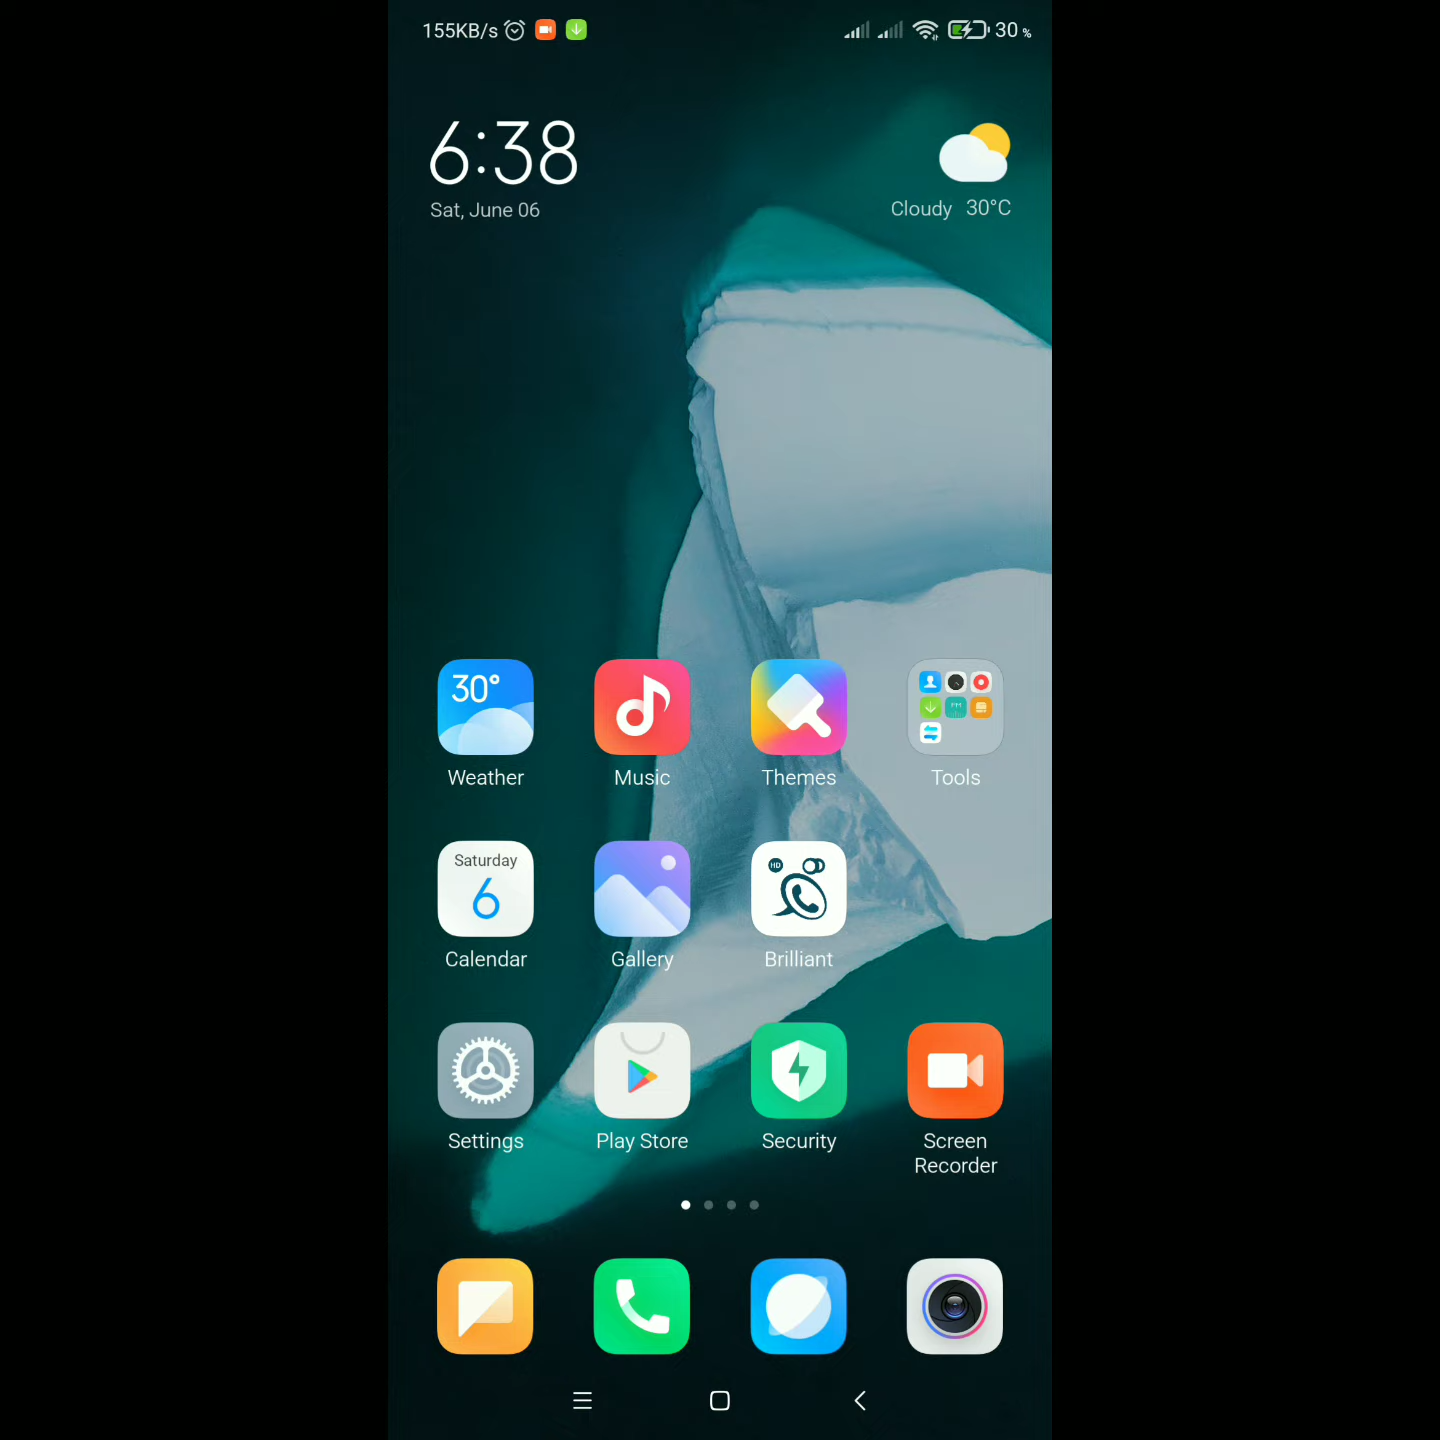 155KB/s 30 %
6:38
Sat, June 06
Cloudy 30°C
30°
Weather Music Themes Tools
Saturday
6
HD
Calendar Gallery Brilliant
Settings Play Store Security Screen
Recorder